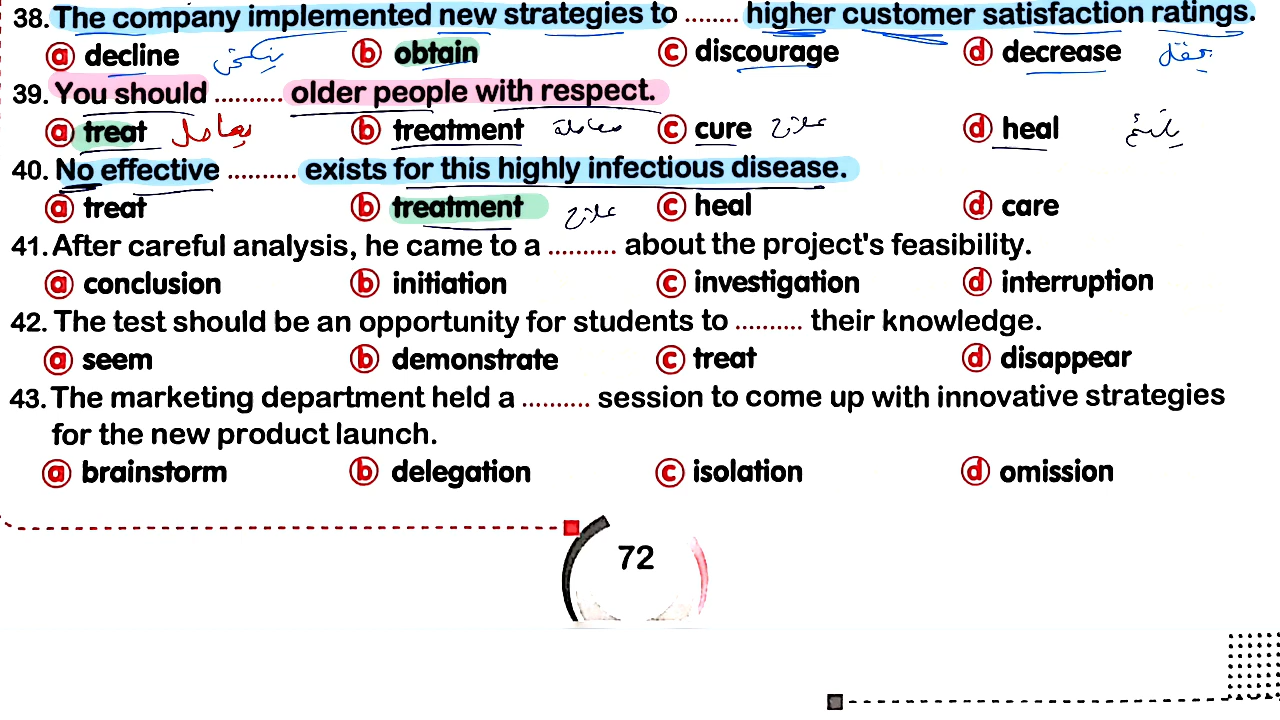 38. The company implemented new strategies to ........ higher customer satisfaction ratings.
ⓐ decline ينخفض ⓑ obtain ⓒ discourage ⓓ decrease يقلل
39. You should .......... older people with respect.
ⓐ treat يعامل ⓑ treatment معاملة ⓒ cure علاج ⓓ heal يلتئم
40. No effective .......... exists for this highly infectious disease.
ⓐ treat ⓑ treatment علاج ⓒ heal ⓓ care
41. After careful analysis, he came to a .......... about the project's feasibility.
ⓐ conclusion ⓑ initiation ⓒ investigation ⓓ interruption
42. The test should be an opportunity for students to .......... their knowledge.
ⓐ seem ⓑ demonstrate ⓒ treat ⓓ disappear
43. The marketing department held a .......... session to come up with innovative strategies
for the new product launch.
ⓐ brainstorm ⓑ delegation ⓒ isolation ⓓ omission
72